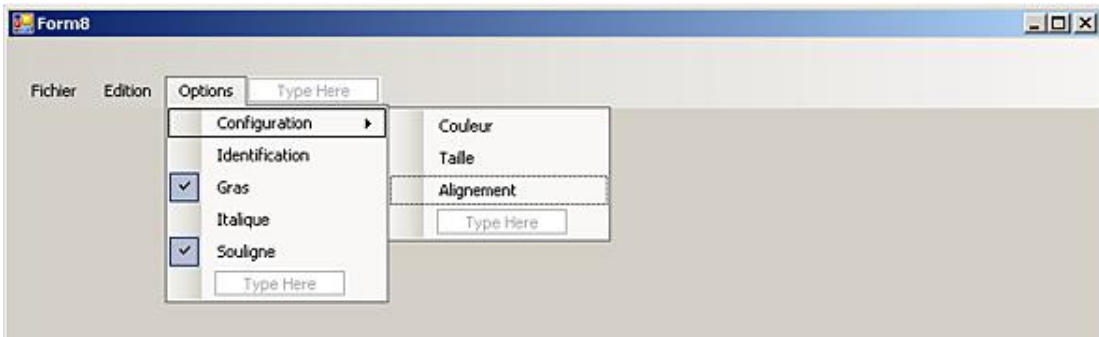 Form8
Fichier Edition Options Type Here
Configuration
Couleur
Identification
Taille
Gras
Alignement
Italique
Type Here
Souligne
Type Here